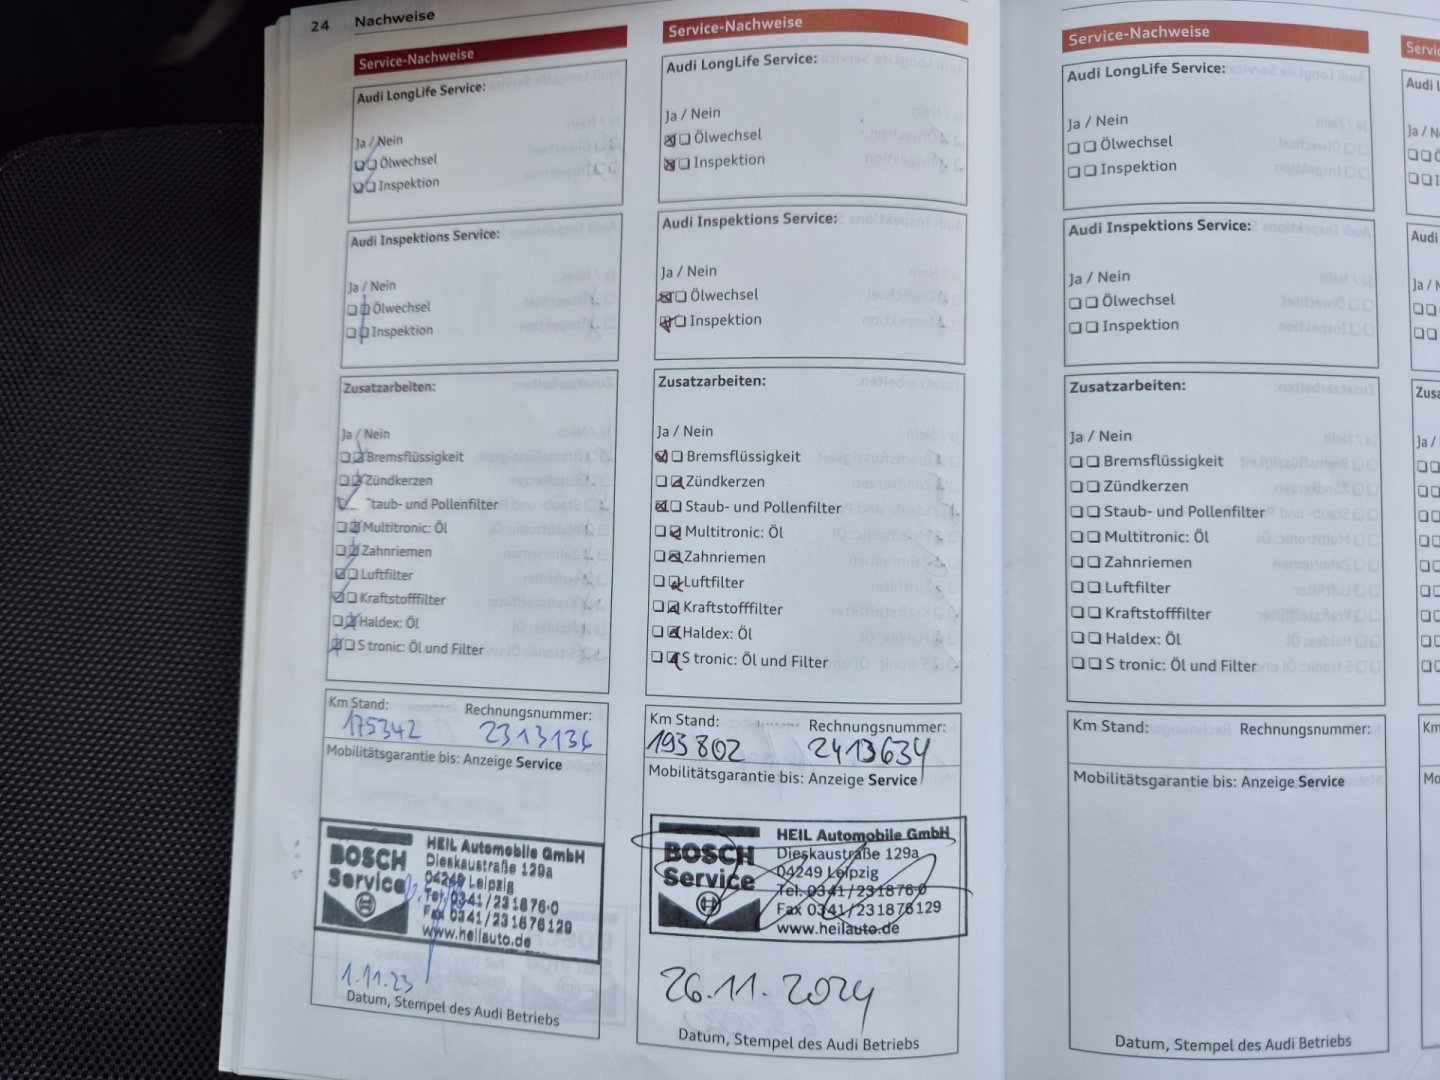 24 Nachweise
Service-Nachweise
Audi LongLife Service:
Ja / Nein
Ölwechsel
Inspektion
Audi Inspektions Service:
Ja / Nein
Ölwechsel
Inspektion
Zusatzarbeiten:
Ja / Nein
Bremsflüssigkeit
Zündkerzen
Staub- und Pollenfilter
Multitronic: Öl
Zahnriemen
Luftfilter
Kraftstofffilter
Haldex: Öl
S tronic: Öl und Filter
Km Stand: Rechnungsnummer:
175342 2313134
Mobilitätsgarantie bis: Anzeige Service
BOSCH
Service
HEIL Automobile GmbH
Dieskaustraße 129a
04249 Leipzig
Tel. 0341/231876-0
Fax 0341/231876129
www.heilauto.de
1.11.23
Datum, Stempel des Audi Betriebs
Service-Nachweise
Audi LongLife Service:
Ja / Nein
Ölwechsel
Inspektion
Audi Inspektions Service:
Ja / Nein
Ölwechsel
Inspektion
Zusatzarbeiten:
Ja / Nein
Bremsflüssigkeit
Zündkerzen
Staub- und Pollenfilter
Multitronic: Öl
Zahnriemen
Luftfilter
Kraftstofffilter
Haldex: Öl
S tronic: Öl und Filter
Km Stand: Rechnungsnummer:
193802 2413634
Mobilitätsgarantie bis: Anzeige Service
BOSCH
Service
HEIL Automobile GmbH
Dieskaustraße 129a
04249 Leipzig
Tel. 0341/231876-0
Fax 0341/231876129
www.heilauto.de
26.11.2024
Datum, Stempel des Audi Betriebs
Service-Nachweise
Audi LongLife Service:
Ja / Nein
Ölwechsel
Inspektion
Audi Inspektions Service:
Ja / Nein
Ölwechsel
Inspektion
Zusatzarbeiten:
Ja / Nein
Bremsflüssigkeit
Zündkerzen
Staub- und Pollenfilter
Multitronic: Öl
Zahnriemen
Luftfilter
Kraftstofffilter
Haldex: Öl
S tronic: Öl und Filter
Km Stand: Rechnungsnummer:
Mobilitätsgarantie bis: Anzeige Service
Datum, Stempel des Audi Betriebs
Audi
Ja /
Audi
Ja /
Ja /
Km